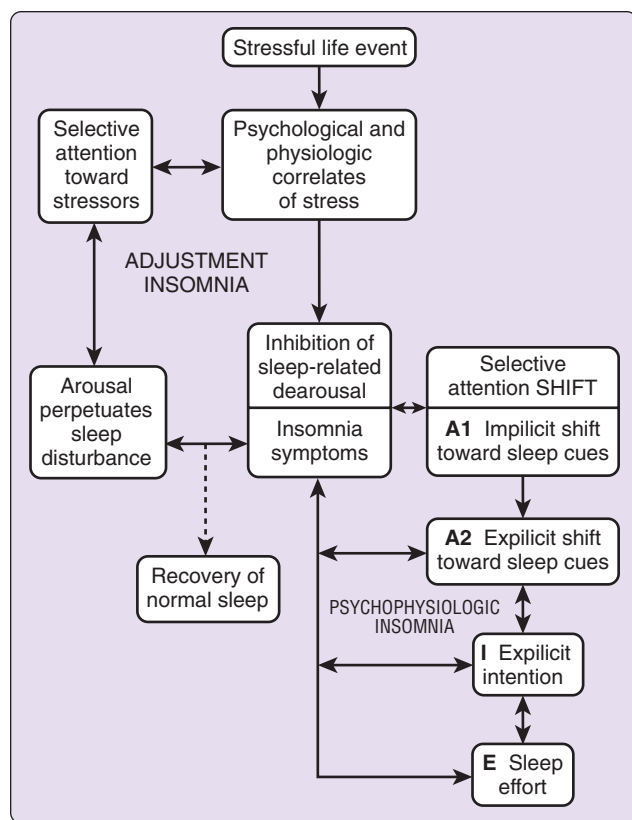 Stressful life event
Selective
attention
toward
stressors
Psychological and
physiologic
correlates
of stress
ADJUSTMENT
INSOMNIA
Arousal
perpetuates
sleep
disturbance
Inhibition of
sleep-related
dearousal
Insomnia
symptoms
Selective
attention SHIFT
A1 Impilicit shift
toward sleep cues
A2 Expilicit shift
toward sleep cues
Recovery of
normal sleep
PSYCHOPHYSIOLOGIC
INSOMNIA
I Expilicit
intention
E Sleep
effort